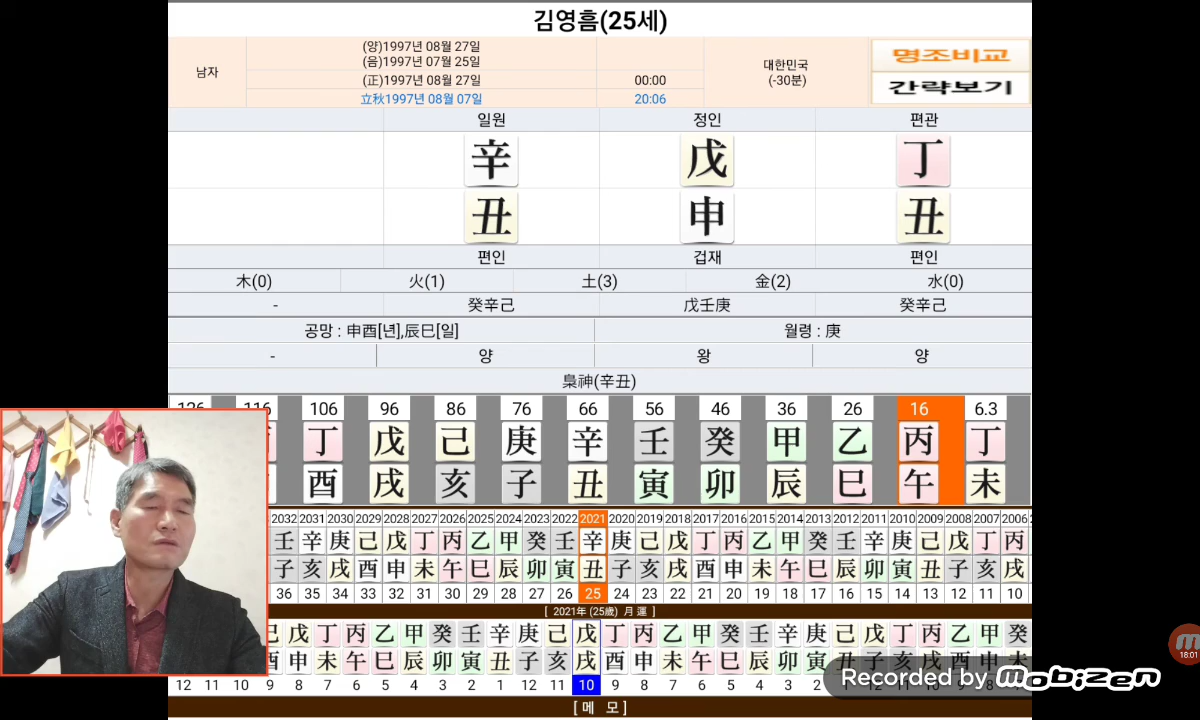 김영흠(25세)
남자
(양)1997년 08월 27일
(음)1997년 07월 25일
(正)1997년 08월 27일 00:00
立秋1997년 08월 07일 20:06
대한민국
(-30분)
명조비교
간략보기
일원 정인 편관
辛 戊 丁
丑 申 丑
편인 겁재 편인
木(0) 火(1) 土(3) 金(2) 水(0)
- 癸辛己 戊壬庚 癸辛己
공망 : 申酉[년],辰巳[일] 월령 : 庚
- 양 왕 양
梟神(辛丑)
126 116 106 96 86 76 66 56 46 36 26 16 6.3
丁 戊 己 庚 辛 壬 癸 甲 乙 丙 丁
酉 戌 亥 子 丑 寅 卯 辰 巳 午 未
2032 2031 2030 2029 2028 2027 2026 2025 2024 2023 2022 2021 2020 2019 2018 2017 2016 2015 2014 2013 2012 2011 2010 2009 2008 2007 2006
壬 辛 庚 己 戊 丁 丙 乙 甲 癸 壬 辛 庚 己 戊 丁 丙 乙 甲 癸 壬 辛 庚 己 戊 丁 丙
子 亥 戌 酉 申 未 午 巳 辰 卯 寅 丑 子 亥 戌 酉 申 未 午 巳 辰 卯 寅 丑 子 亥 戌
36 35 34 33 32 31 30 29 28 27 26 25 24 23 22 21 20 19 18 17 16 15 14 13 12 11 10
[ 2021年 (25歲) 月 運 ]
己 戊 丁 丙 乙 甲 癸 壬 辛 庚 己 戊 丁 丙 乙 甲 癸 壬 辛 庚 己 戊 丁 丙 乙 甲 癸
酉 申 未 午 巳 辰 卯 寅 丑 子 亥 戌 酉 申 未 午 巳 辰 卯 寅 丑 子 亥 戌 酉 申 未
12 11 10 9 8 7 6 5 4 3 2 1 12 11 10 9 8 7 6 5 4 3 2
[ 메 모 ]
Recorded by mobizen
18:01